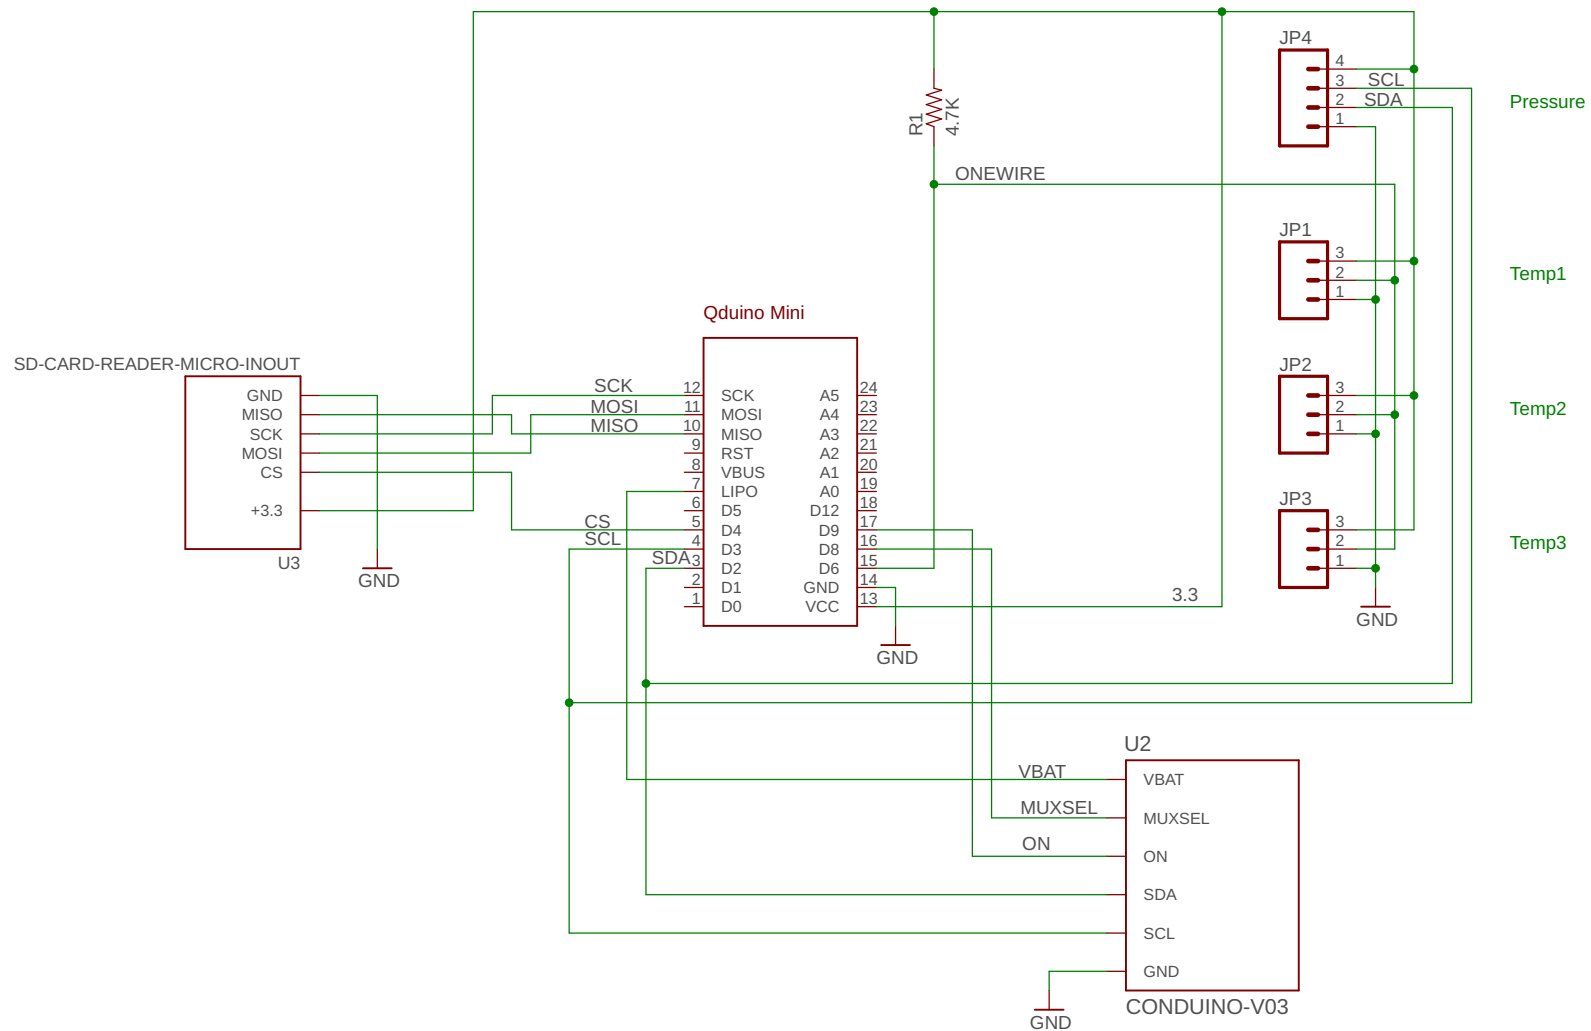 JP4
4
SCL
3
SDA
2
1
Pressure
R1
4.7K
ONEWIRE
JP1
3
2
1
Temp1
Qduino Mini
SD-CARD-READER-MICRO-INOUT
GND
MISO
SCK
MOSI
CS
+3.3
U3
GND
SCK
MOSI
MISO
CS
SCL
SDA
12 SCK
11 MOSI
10 MISO
9 RST
8 VBUS
7 LIPO
6 D5
5 D4
4 D3
3 D2
2 D1
1 D0
A5 24
A4 23
A3 22
A2 21
A1 20
A0 19
D12 18
D9 17
D8 16
D6 15
GND 14
VCC 13
GND
3.3
JP2
3
2
1
Temp2
JP3
3
2
1
Temp3
GND
U2
VBAT
MUXSEL
ON
VBAT
MUXSEL
ON
SDA
SCL
GND
CONDUINO-V03
GND